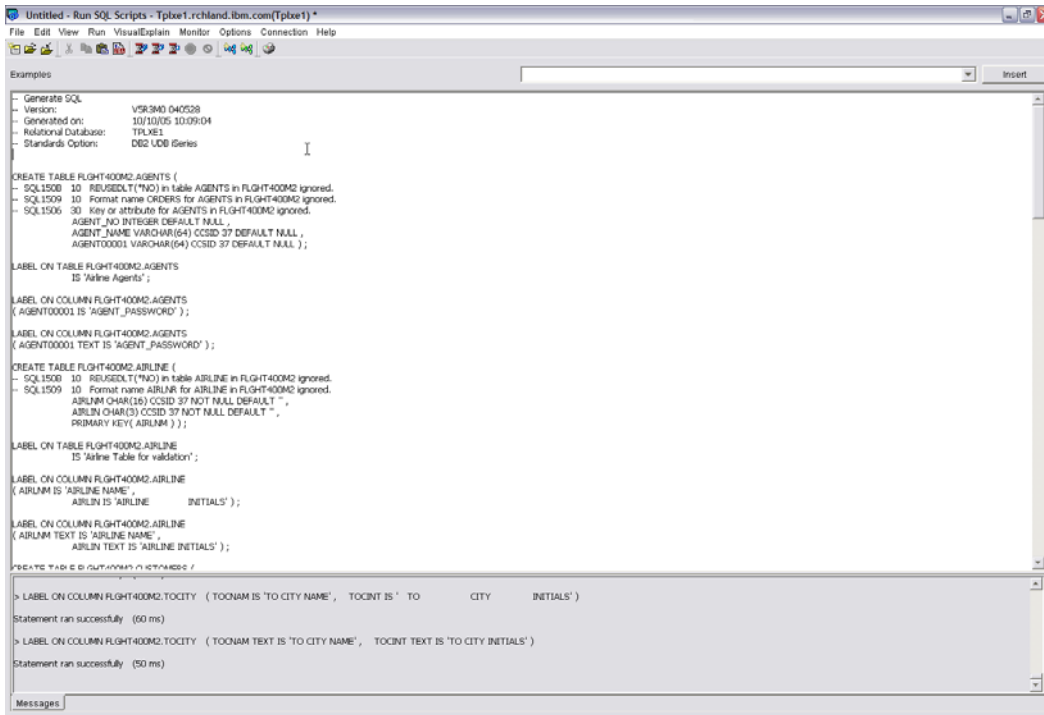 Untitled - Run SQL Scripts - Tplxe1.rchland.ibm.com(Tplxe1) *
File Edit View Run VisualExplain Monitor Options Connection Help
Examples
Insert
-- Generate SQL
-- Version: V5R3M0 040528
-- Generated on: 10/10/05 10:09:04
-- Relational Database: TPLXE1
-- Standards Option: DB2 UDB iSeries
CREATE TABLE FLGHT400M2.AGENTS (
-- SQL150B 10 REUSEDLT(*NO) in table AGENTS in FLGHT400M2 ignored.
-- SQL1509 10 Format name ORDERS for AGENTS in FLGHT400M2 ignored.
-- SQL1506 30 Key or attribute for AGENTS in FLGHT400M2 ignored.
AGENT_NO INTEGER DEFAULT NULL ,
AGENT_NAME VARCHAR(64) CCSID 37 DEFAULT NULL ,
AGENT00001 VARCHAR(64) CCSID 37 DEFAULT NULL ) ;
LABEL ON TABLE FLGHT400M2.AGENTS
IS 'Airline Agents' ;
LABEL ON COLUMN FLGHT400M2.AGENTS
( AGENT00001 IS 'AGENT_PASSWORD' ) ;
LABEL ON COLUMN FLGHT400M2.AGENTS
( AGENT00001 TEXT IS 'AGENT_PASSWORD' ) ;
CREATE TABLE FLGHT400M2.AIRLINE (
-- SQL150B 10 REUSEDLT(*NO) in table AIRLINE in FLGHT400M2 ignored.
-- SQL1509 10 Format name AIRLNR for AIRLINE in FLGHT400M2 ignored.
AIRLNM CHAR(16) CCSID 37 NOT NULL DEFAULT '' ,
AIRLIN CHAR(3) CCSID 37 NOT NULL DEFAULT '' ,
PRIMARY KEY( AIRLNM ) ) ;
LABEL ON TABLE FLGHT400M2.AIRLINE
IS 'Airline Table for validation' ;
LABEL ON COLUMN FLGHT400M2.AIRLINE
( AIRLNM IS 'AIRLINE NAME' ,
AIRLIN IS 'AIRLINE INITIALS' ) ;
LABEL ON COLUMN FLGHT400M2.AIRLINE
( AIRLNM TEXT IS 'AIRLINE NAME' ,
AIRLIN TEXT IS 'AIRLINE INITIALS' ) ;
CREATE TABLE FLGHT400M2.CUSTOMERS (
> LABEL ON COLUMN FLGHT400M2.TOCITY ( TOCNAM IS 'TO CITY NAME' , TOCINT IS ' TO CITY INITIALS' )
Statement ran successfully (60 ms)
> LABEL ON COLUMN FLGHT400M2.TOCITY ( TOCNAM TEXT IS 'TO CITY NAME' , TOCINT TEXT IS 'TO CITY INITIALS' )
Statement ran successfully (50 ms)
Messages